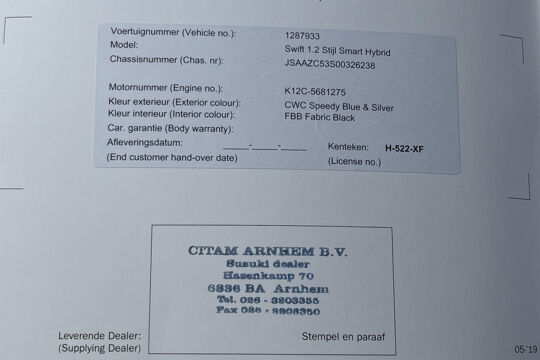 Voertuignummer (Vehicle no.): 1287933
Model: Swift 1.2 Stijl Smart Hybrid
Chassisnummer (Chas. nr): JSAAZC53S00326238
Motornummer (Engine no.): K12C-5681275
Kleur exterieur (Exterior colour): CWC Speedy Blue & Silver
Kleur interieur (Interior colour): FBB Fabric Black
Car. garantie (Body warranty):
Afleveringsdatum: ____-____-____ Kenteken: H-522-XF
(End customer hand-over date) (License no.)
CITAM ARNHEM B.V.
Suzuki dealer
Hazenkamp 70
6836 BA Arnhem
Tel. 026 - 3203355
Fax 026 - 3203350
Leverende Dealer: Stempel en paraaf
(Supplying Dealer)
05-'19